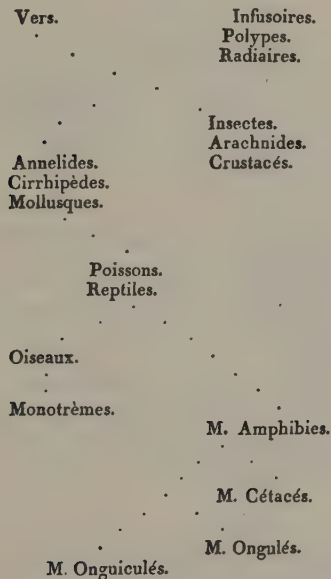 Vers.
Infusoires.
Polypes.
Radiaires.
Insectes.
Arachnides.
Crustacés.
Annelides.
Cirrhipèdes.
Mollusques.
Poissons.
Reptiles.
Oiseaux.
Monotrèmes.
M. Amphibies.
M. Cétacés.
M. Ongulés.
M. Onguiculés.